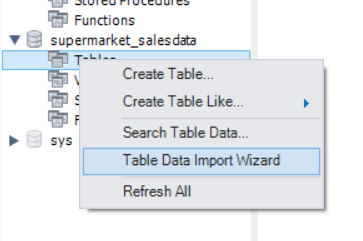 Stored Procedures
Functions
supermarket_salesdata
Tables
Create Table...
Create Table Like...
Search Table Data...
Table Data Import Wizard
Refresh All
sys